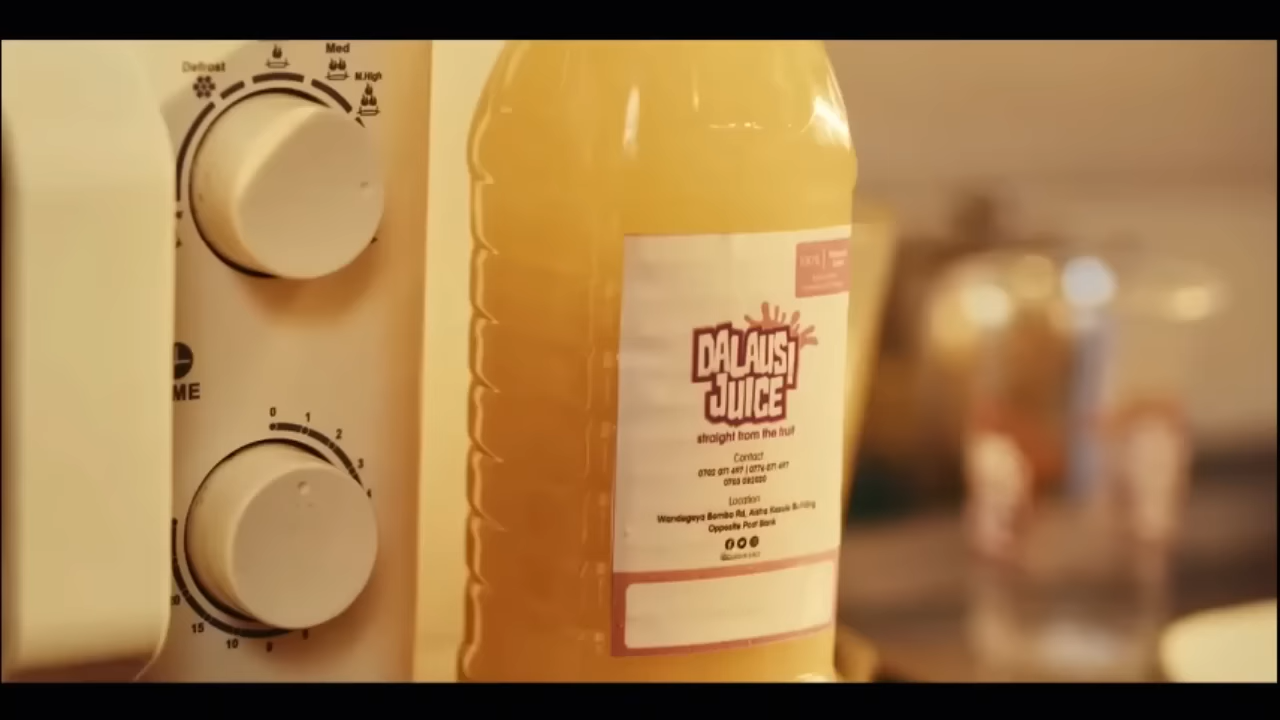 Defrost
Med
M.High
ME
0
1
2
3
4
15
10
DALAUSI
JUICE
straight from the fruit
Contact
Location
Wandegeya Bombo Rd, Aisha Kasule Building
Opposite Post Bank